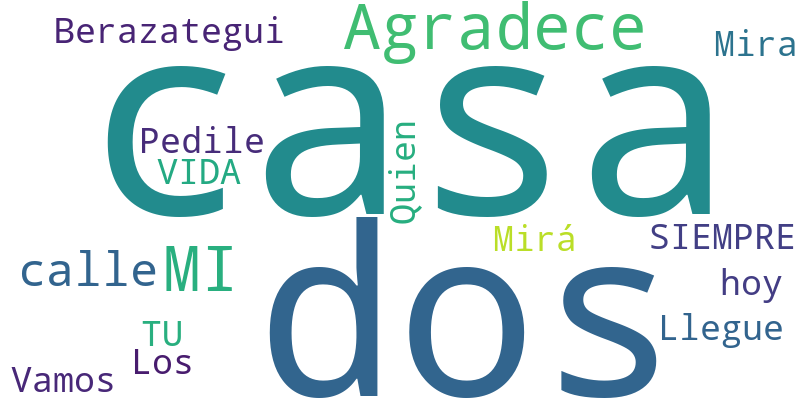 Berazategui
Agradece
Mira
casa
Pedile
VIDA
Quien
SIEMPRE
Mirá
calle
MI
dos
hoy
TU
Llegue
Los
Vamos